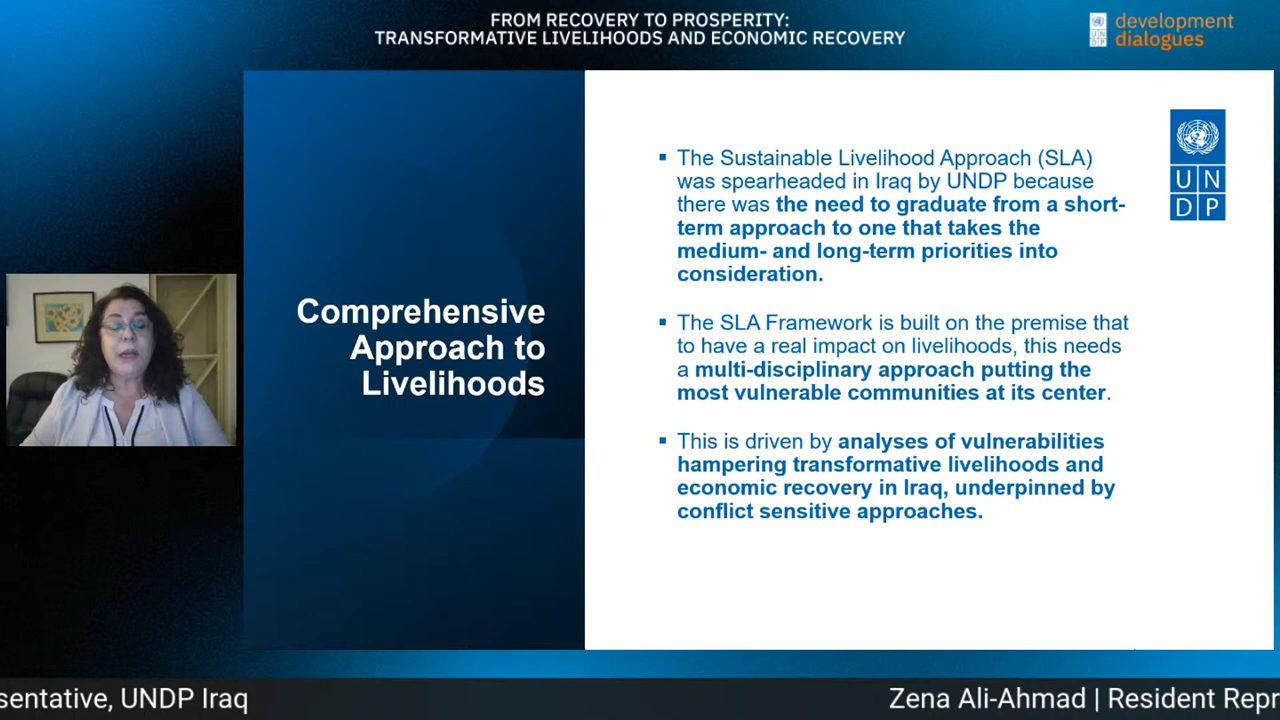 FROM RECOVERY TO PROSPERITY:
TRANSFORMATIVE LIVELIHOODS AND ECONOMIC RECOVERY
UN
DP
development
dialogues
Comprehensive
Approach to
Livelihoods
▪ The Sustainable Livelihood Approach (SLA)
was spearheaded in Iraq by UNDP because
there was the need to graduate from a short-
term approach to one that takes the
medium- and long-term priorities into
consideration.
▪ The SLA Framework is built on the premise that
to have a real impact on livelihoods, this needs
a multi-disciplinary approach putting the
most vulnerable communities at its center.
▪ This is driven by analyses of vulnerabilities
hampering transformative livelihoods and
economic recovery in Iraq, underpinned by
conflict sensitive approaches.
U N
D P
sentative, UNDP Iraq
Zena Ali-Ahmad | Resident Repr